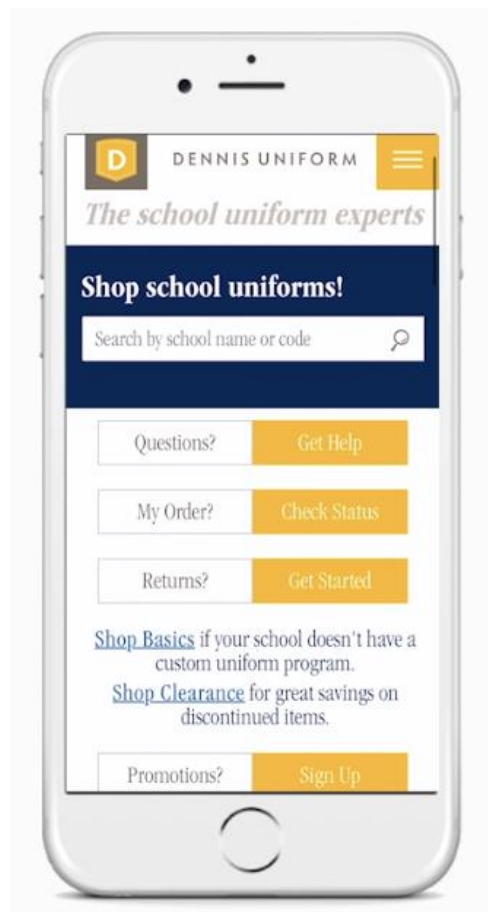 D
DENNIS UNIFORM
The school uniform experts
Shop school uniforms!
Search by school name or code
Questions?
Get Help
My Order?
Check Status
Returns?
Get Started
Shop Basics if your school doesn't have a
custom uniform program.
Shop Clearance for great savings on
discontinued items.
Promotions?
Sign Up